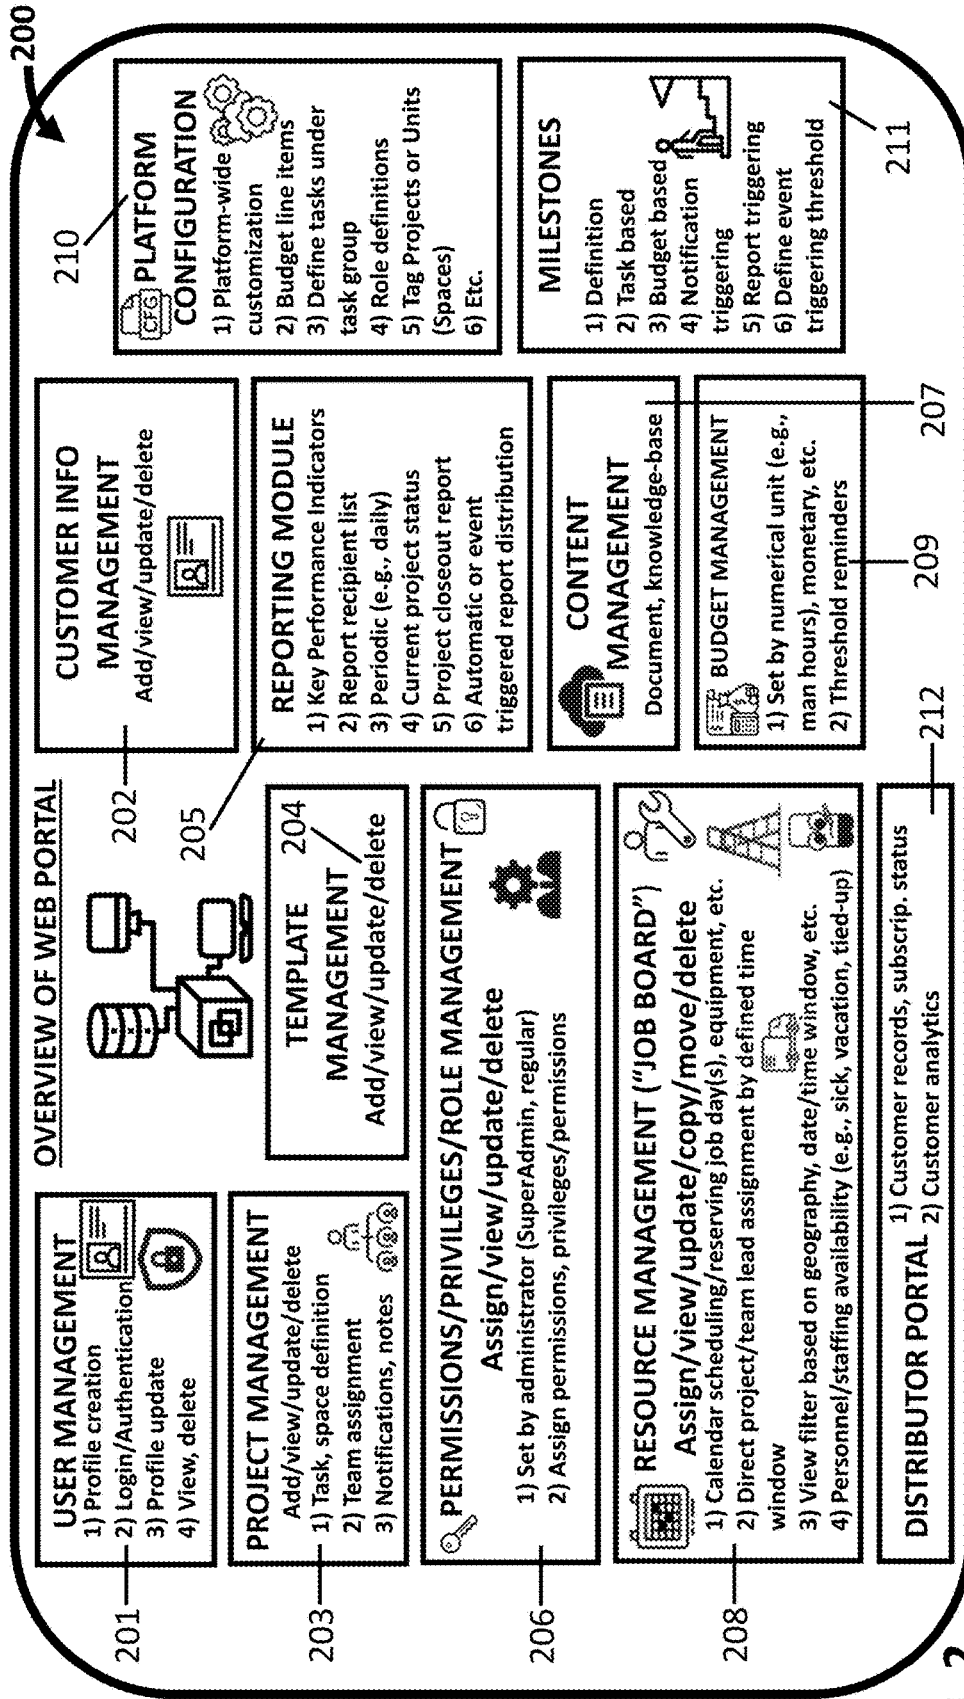 200
OVERVIEW OF WEB PORTAL
201
USER MANAGEMENT
1) Profile creation
2) Login/Authentication
3) Profile update
4) View, delete
203
PROJECT MANAGEMENT
Add/view/update/delete
1) Task, space definition
2) Team assignment
3) Notifications, notes
TEMPLATE
204
MANAGEMENT
Add/view/update/delete
202
CUSTOMER INFO
MANAGEMENT
Add/view/update/delete
205
REPORTING MODULE
1) Key Performance Indicators
2) Report recipient list
3) Periodic (e.g., daily)
4) Current project status
5) Project closeout report
6) Automatic or event
triggered report distribution
210
CFG
PLATFORM
CONFIGURATION
1) Platform-wide
customization
2) Budget line items
3) Define tasks under
task group
4) Role definitions
5) Tag Projects or Units
(Spaces)
6) Etc.
206
PERMISSIONS/PRIVILEGES/ROLE MANAGEMENT
Assign/view/update/delete
1) Set by administrator (SuperAdmin, regular)
2) Assign permissions, privileges/permissions
CONTENT
MANAGEMENT
Document, knowledge-base
207
MILESTONES
1) Definition
2) Task based
3) Budget based
4) Notification
triggering
5) Report triggering
6) Define event
triggering threshold
211
208
RESOURCE MANAGEMENT ("JOB BOARD")
Assign/view/update/copy/move/delete
1) Calendar scheduling/reserving job day(s), equipment, etc.
2) Direct project/team lead assignment by defined time
window
3) View filter based on geography, date/time window, etc.
4) Personnel/staffing availability (e.g., sick, vacation, tied-up)
BUDGET MANAGEMENT
1) Set by numerical unit (e.g.,
man hours), monetary, etc.
2) Threshold reminders
209
DISTRIBUTOR PORTAL
1) Customer records, subscrip. status
2) Customer analytics
212